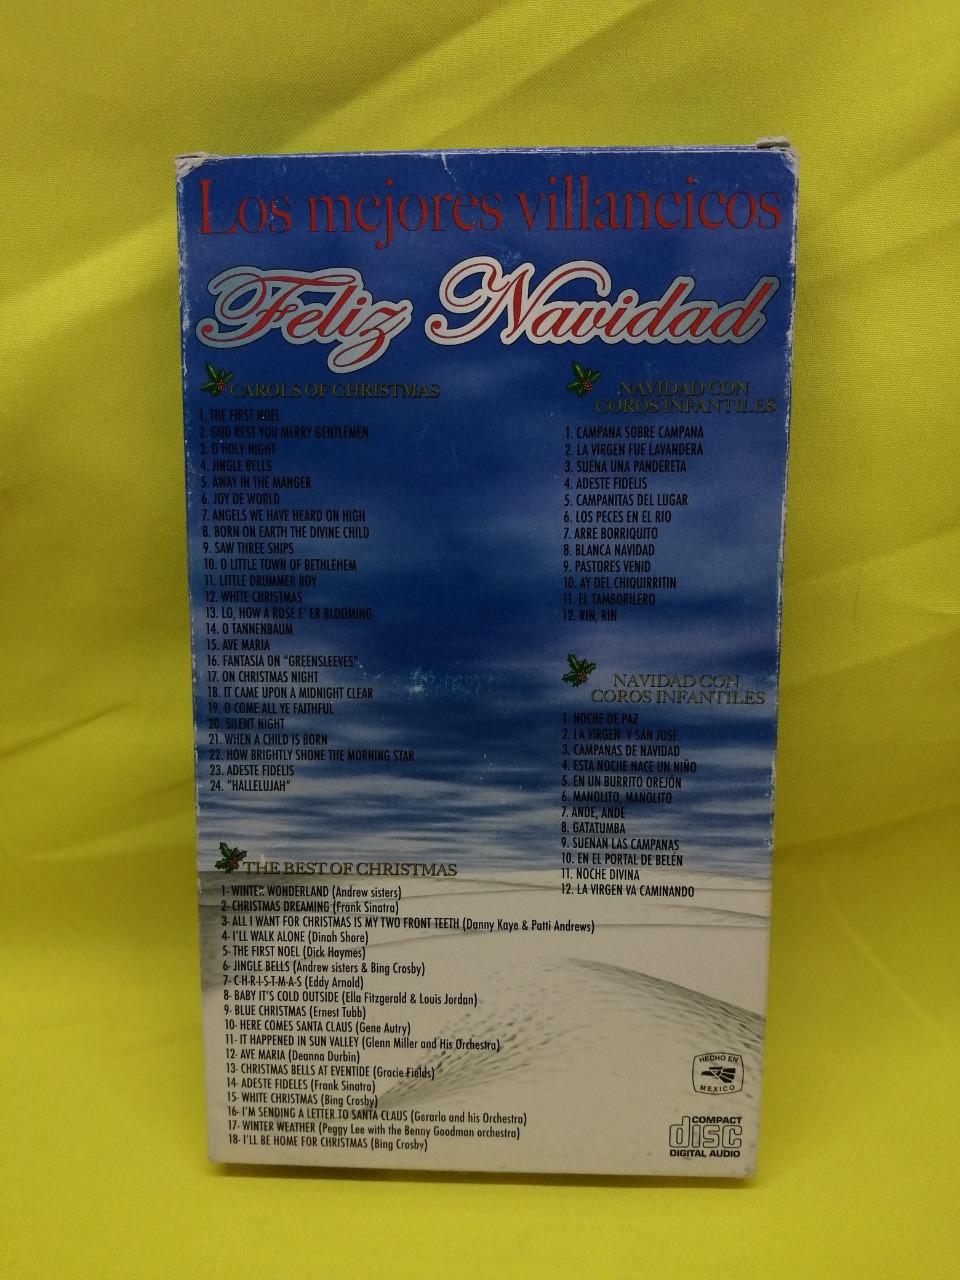 Los mejores villancicos
Feliz Navidad
CAROLS OF CHRISTMAS
1. THE FIRST NOEL
2. GOD REST YOU MERRY GENTLEMEN
3. O HOLY NIGHT
4. JINGLE BELLS
5. AWAY IN THE MANGER
6. JOY DE WORLD
7. ANGELS WE HAVE HEARD ON HIGH
8. BORN ON EARTH THE DIVINE CHILD
9. SAW THREE SHIPS
10. O LITTLE TOWN OF BETHLEHEM
11. LITTLE DRUMMER BOY
12. WHITE CHRISTMAS
13. LO, HOW A ROSE E' ER BLOOMING
14. O TANNENBAUM
15. AVE MARIA
16. FANTASIA ON "GREENSLEEVES"
17. ON CHRISTMAS NIGHT
18. IT CAME UPON A MIDNIGHT CLEAR
19. O COME ALL YE FAITHFUL
20. SILENT NIGHT
21. WHEN A CHILD IS BORN
22. HOW BRIGHTLY SHONE THE MORNING STAR
23. ADESTE FIDELIS
24. "HALLELUJAH"
NAVIDAD CON
COROS INFANTILES
1. CAMPANA SOBRE CAMPANA
2. LA VIRGEN FUE LAVANDERA
3. SUENA UNA PANDERETA
4. ADESTE FIDELIS
5. CAMPANITAS DEL LUGAR
6. LOS PECES EN EL RIO
7. ARRE BORRIQUITO
8. BLANCA NAVIDAD
9. PASTORES VENID
10. AY DEL CHIQUIRRITIN
11. EL TAMBORILERO
12. RIN, RIN
NAVIDAD CON
COROS INFANTILES
1. NOCHE DE PAZ
2. LA VIRGEN Y SAN JOSE
3. CAMPANAS DE NAVIDAD
4. ESTA NOCHE NACE UN NIÑO
5. EN UN BURRITO OREJÓN
6. MANOLITO, MANOLITO
7. ANDE, ANDE
8. GATATUMBA
9. SUENAN LAS CAMPANAS
10. EN EL PORTAL DE BELÉN
11. NOCHE DIVINA
12. LA VIRGEN VA CAMINANDO
THE BEST OF CHRISTMAS
1- WINTER WONDERLAND (Andrew sisters)
2- CHRISTMAS DREAMING (Frank Sinatra)
3- ALL I WANT FOR CHRISTMAS IS MY TWO FRONT TEETH (Danny Kaye & Patti Andrews)
4- I'LL WALK ALONE (Dinah Shore)
5- THE FIRST NOEL (Dick Haymes)
6- JINGLE BELLS (Andrew sisters & Bing Crosby)
7- C-H-R-I-S-T-M-A-S (Eddy Arnold)
8- BABY IT'S COLD OUTSIDE (Ella Fitzgerald & Louis Jordan)
9- BLUE CHRISTMAS (Ernest Tubb)
10- HERE COMES SANTA CLAUS (Gene Autry)
11- IT HAPPENED IN SUN VALLEY (Glenn Miller and His Orchestra)
12- AVE MARIA (Deanna Durbin)
13- CHRISTMAS BELLS AT EVENTIDE (Gracie Fields)
14- ADESTE FIDELES (Frank Sinatra)
15- WHITE CHRISTMAS (Bing Crosby)
16- I'M SENDING A LETTER TO SANTA CLAUS (Gerarlo and his Orchestra)
17- WINTER WEATHER (Peggy Lee with the Benny Goodman orchestra)
18- I'LL BE HOME FOR CHRISTMAS (Bing Crosby)
HECHO EN
MEXICO
COMPACT
disc
DIGITAL AUDIO